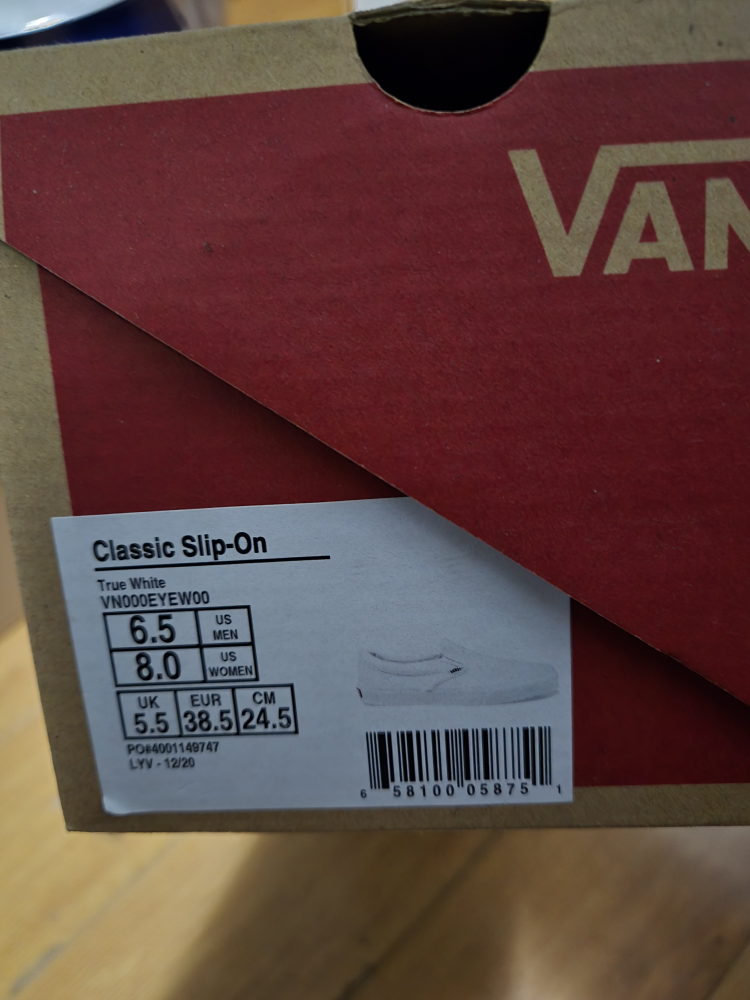 VAN
Classic Slip-On
True White
VN000EYEW00
6.5 US MEN
8.0 US WOMEN
UK EUR CM
5.5 38.5 24.5
PO#4001149747
LYV - 12/20
6 58100 05875 1